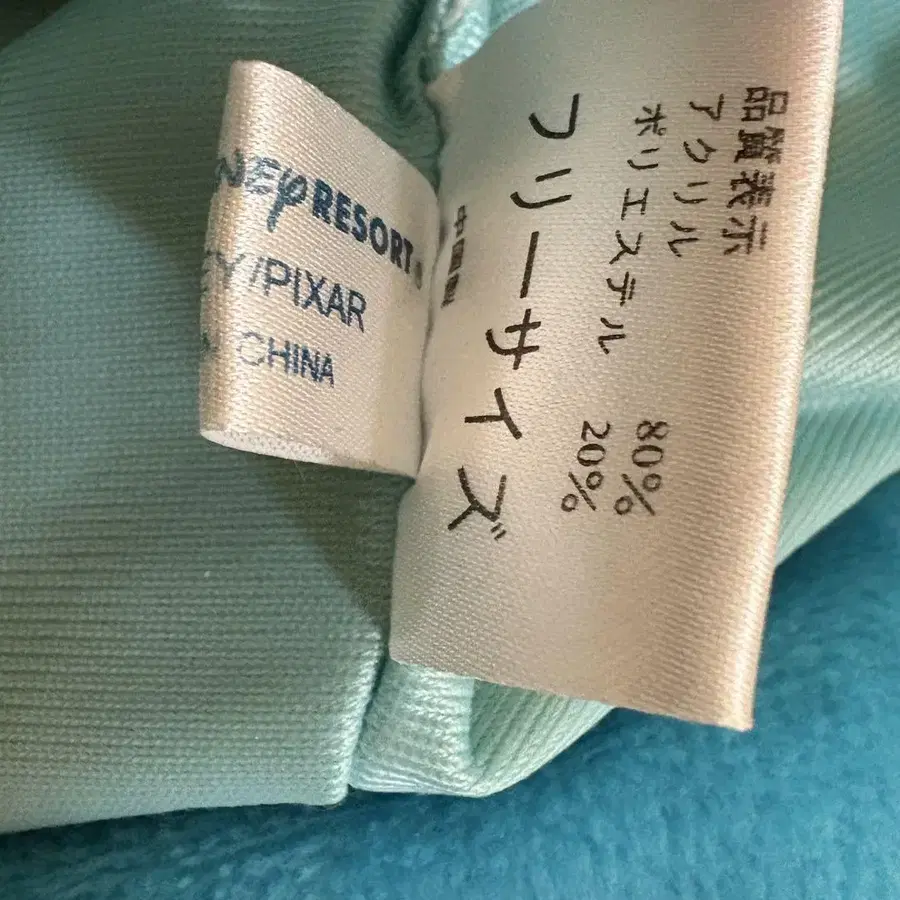 NEY RESORT
EY/PIXAR
CHINA
品質表示
アクリル 80%
ポリエステル 20%
フリーサイズ
中国製